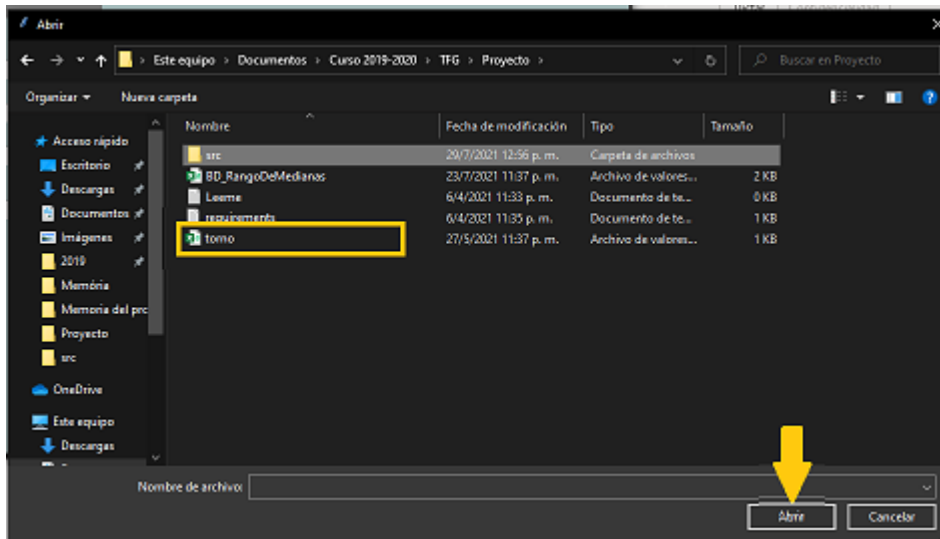 Abrir
Este equipo > Documentos > Curso 2019-2020 > TFG > Proyecto >
Buscar en Proyecto
Organizar
Nueva carpeta
Nombre Fecha de modificación Tipo Tamaño
src 29/7/2021 12:56 p. m. Carpeta de archivos
BD_RangoDeMedianas 23/7/2021 11:37 p. m. Archivo de valores... 2 KB
Leeme 6/4/2021 11:33 p. m. Documento de te... 0 KB
requirements 6/4/2021 11:35 p. m. Documento de te... 1 KB
torno 27/5/2021 11:37 p. m. Archivo de valores... 1 KB
Acceso rápido
Escritorio
Descargas
Documentos
Imágenes
2019
Memória
Memoria del prc
Proyecto
src
OneDrive
Este equipo
Descargas
Nombre de archivo:
Abrir
Cancelar